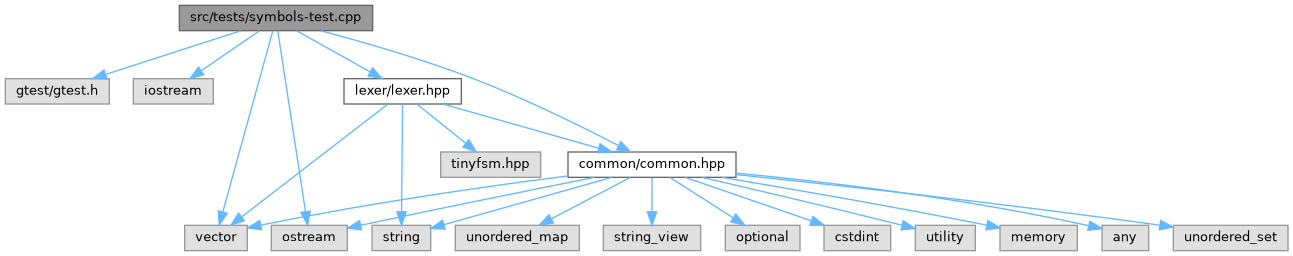 src/tests/symbols-test.cpp
gtest/gtest.h
iostream
lexer/lexer.hpp
tinyfsm.hpp
common/common.hpp
vector
ostream
string
unordered_map
string_view
optional
cstdint
utility
memory
any
unordered_set